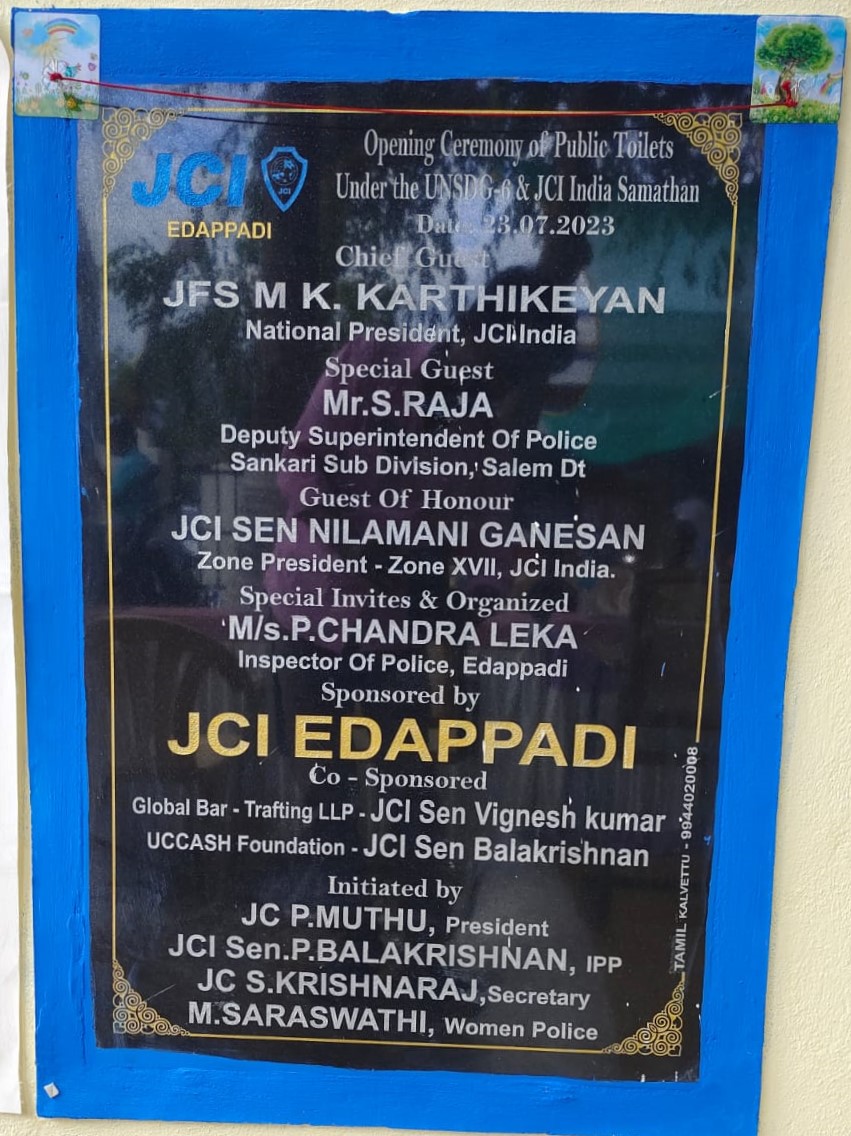 JCI
JCI
EDAPPADI
Opening Ceremony of Public Toilets
Under the UNSDG-6 & JCI India Samathan
Date: 23.07.2023
Chief Guest
JFS M K. KARTHIKEYAN
National President, JCI India
Special Guest
Mr.S.RAJA
Deputy Superintendent Of Police
Sankari Sub Division, Salem Dt
Guest Of Honour
JCI SEN NILAMANI GANESAN
Zone President - Zone XVII, JCI India.
Special Invites & Organized
M/s.P.CHANDRA LEKA
Inspector Of Police, Edappadi
Sponsored by
JCI EDAPPADI
Co - Sponsored
Global Bar - Trafting LLP - JCI Sen Vignesh kumar
UCCASH Foundation - JCI Sen Balakrishnan
Initiated by
JC P.MUTHU, President
JCI Sen.P.BALAKRISHNAN, IPP
JC S.KRISHNARAJ,Secretary
M.SARASWATHI, Women Police
TAMIL KALVETTU - 9944020008